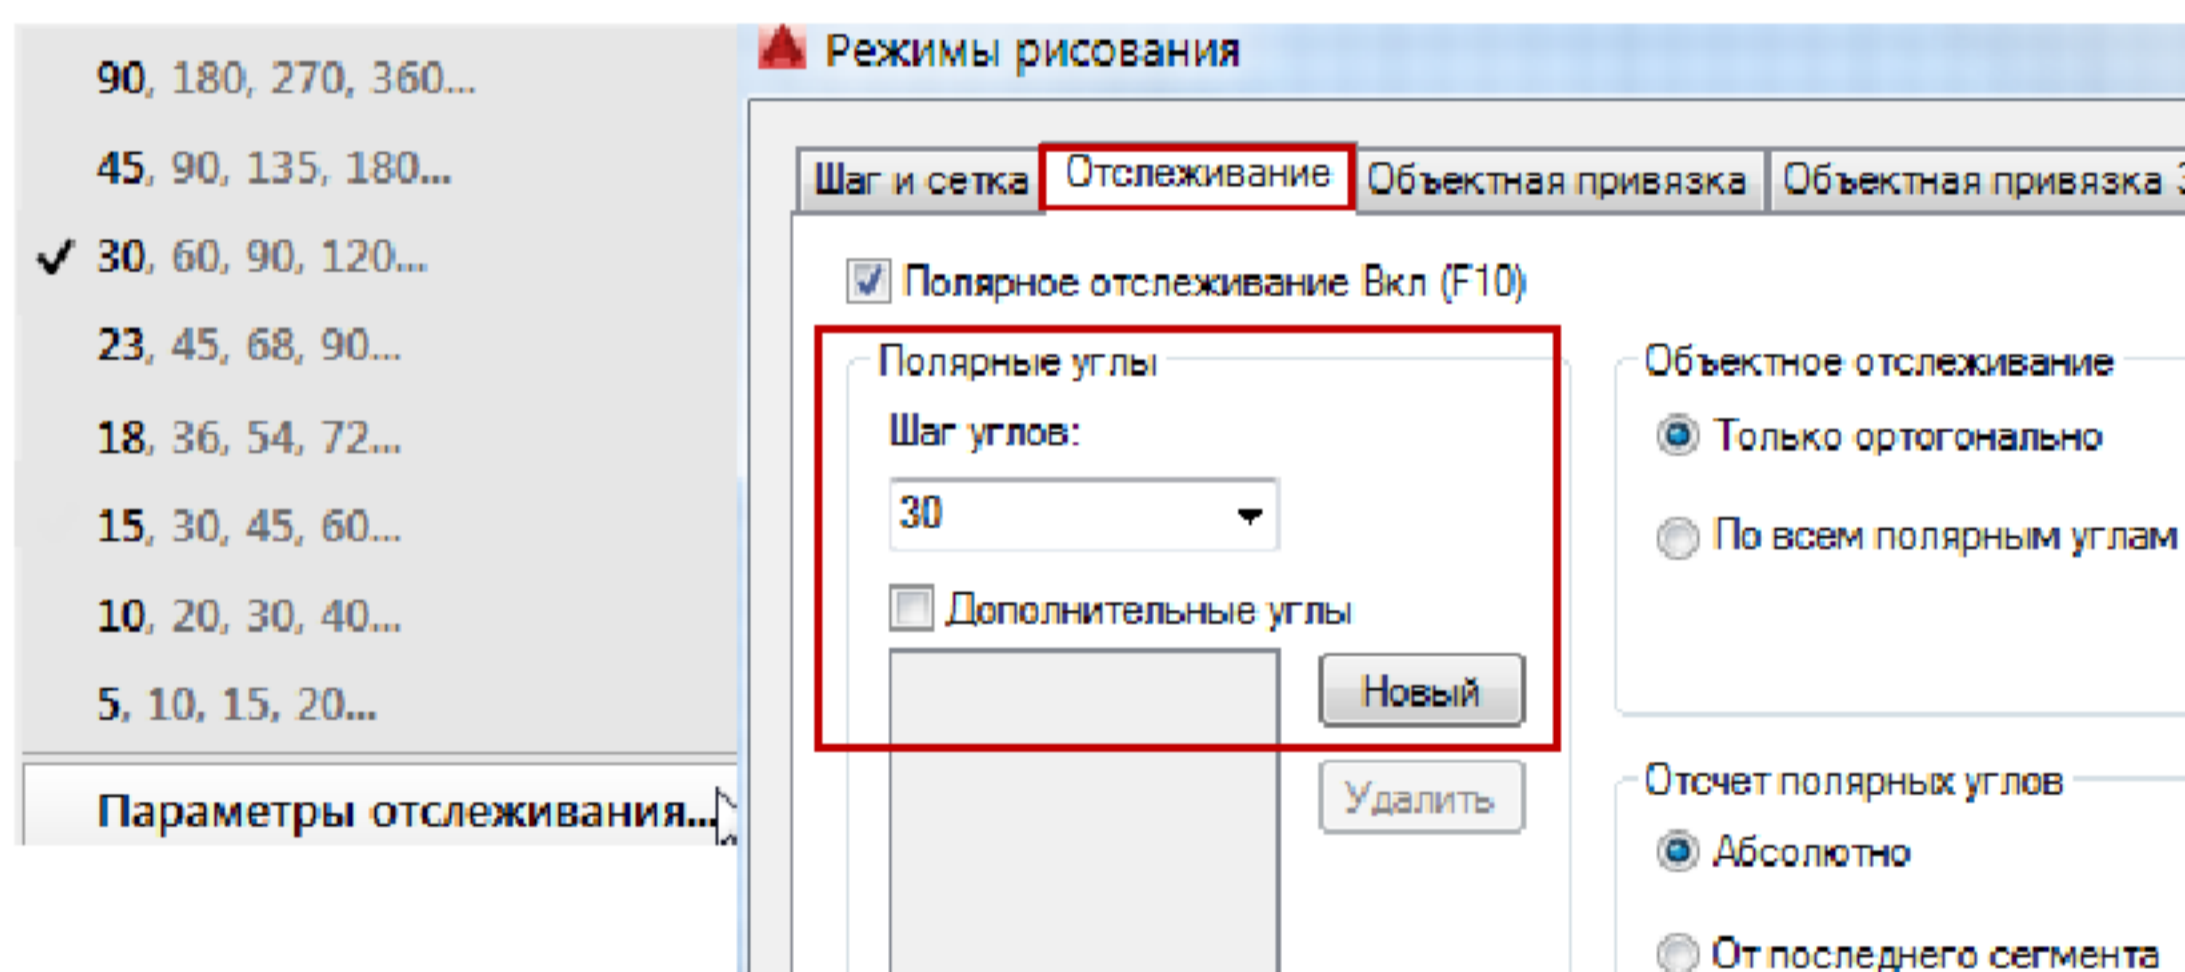 90, 180, 270, 360...
45, 90, 135, 180...
30, 60, 90, 120...
23, 45, 68, 90...
18, 36, 54, 72...
15, 30, 45, 60...
10, 20, 30, 40...
5, 10, 15, 20...
Параметры отслеживания...
Режимы рисования
Шаг и сетка Отслеживание Объектная привязка Объектная привязка 3
Полярное отслеживание Вкл (F10)
Полярные углы
Шаг углов:
30
Дополнительные углы
Новый
Удалить
Объектное отслеживание
Только ортогонально
По всем полярным углам
Отсчет полярных углов
Абсолютно
От последнего сегмента